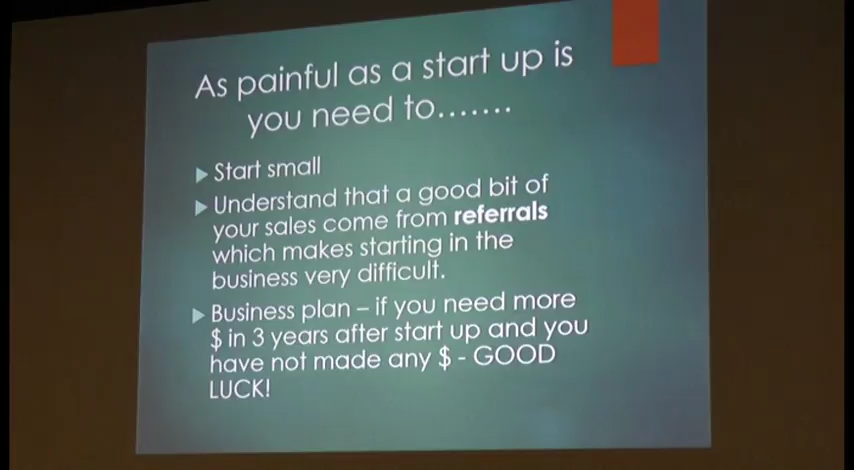 As painful as a start up is
you need to.......
Start small
Understand that a good bit of
your sales come from referrals
which makes starting in the
business very difficult.
Business plan – if you need more
$ in 3 years after start up and you
have not made any $ - GOOD
LUCK!